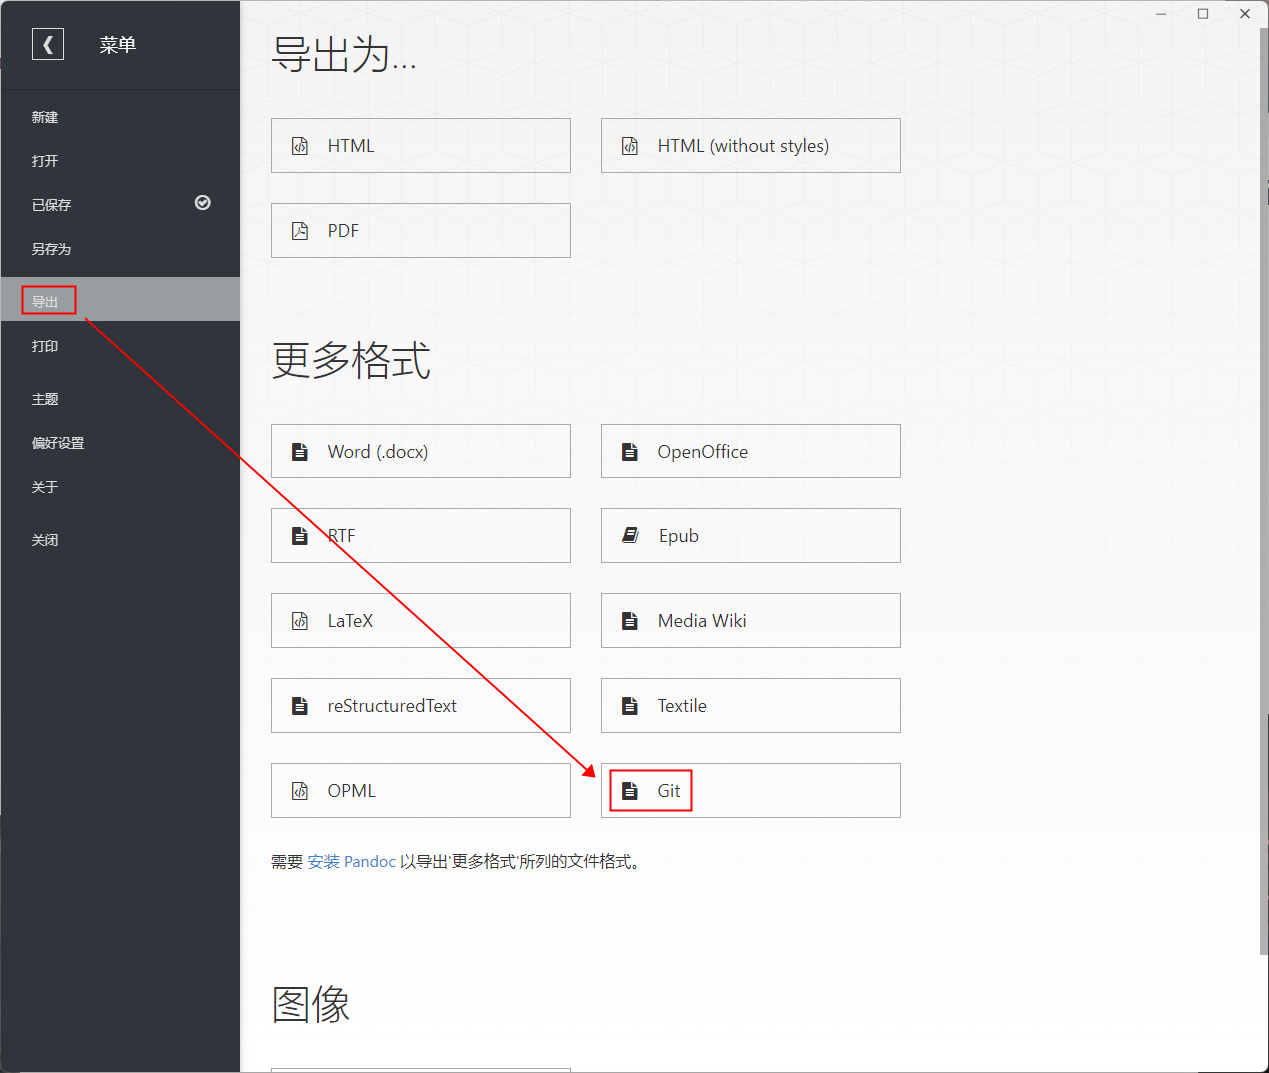 菜单
新建
打开
已保存
另存为
导出
打印
主题
偏好设置
关于
关闭
导出为...
HTML
HTML (without styles)
PDF
更多格式
Word (.docx)
OpenOffice
RTF
Epub
LaTeX
Media Wiki
reStructuredText
Textile
OPML
Git
需要 安装 Pandoc 以导出'更多格式'所列的文件格式。
图像